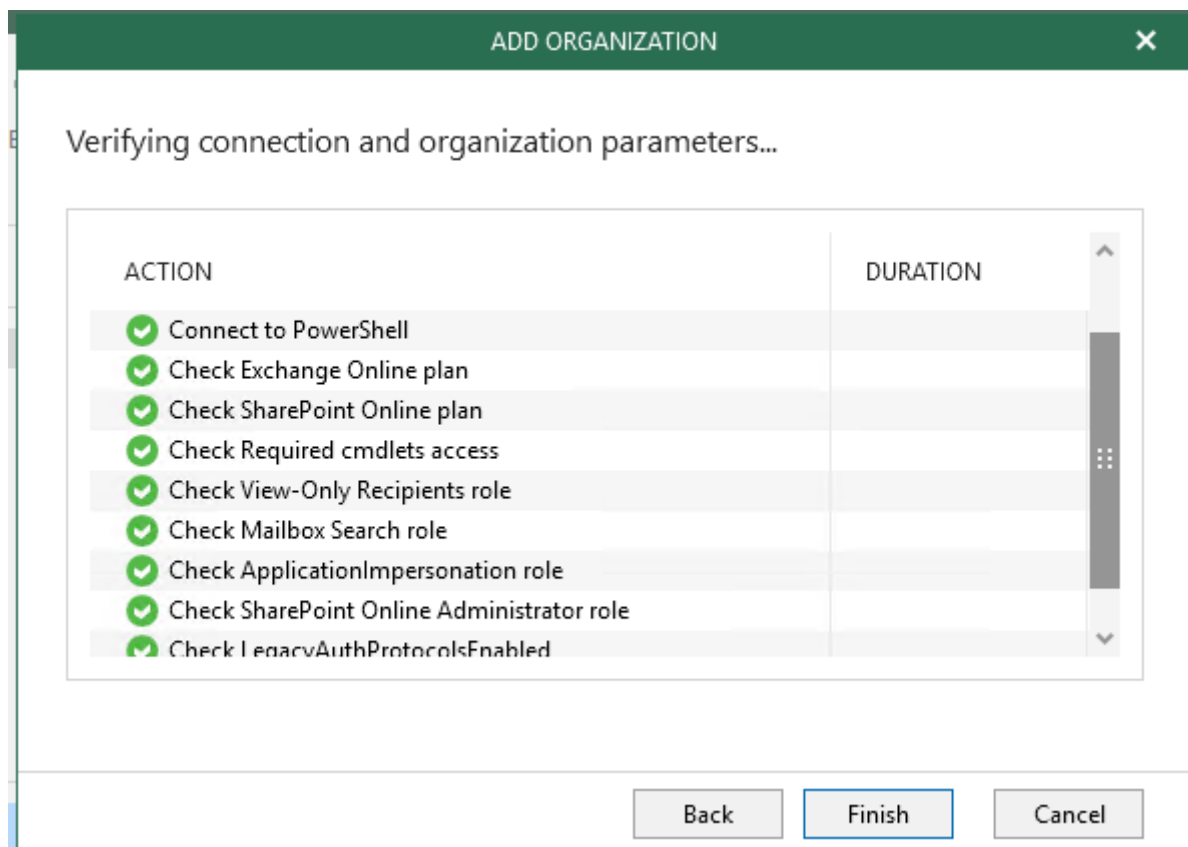 ADD ORGANIZATION
Verifying connection and organization parameters...
ACTION DURATION
Connect to PowerShell
Check Exchange Online plan
Check SharePoint Online plan
Check Required cmdlets access
Check View-Only Recipients role
Check Mailbox Search role
Check ApplicationImpersonation role
Check SharePoint Online Administrator role
Check LegacyAuthProtocolsEnabled
Back Finish Cancel